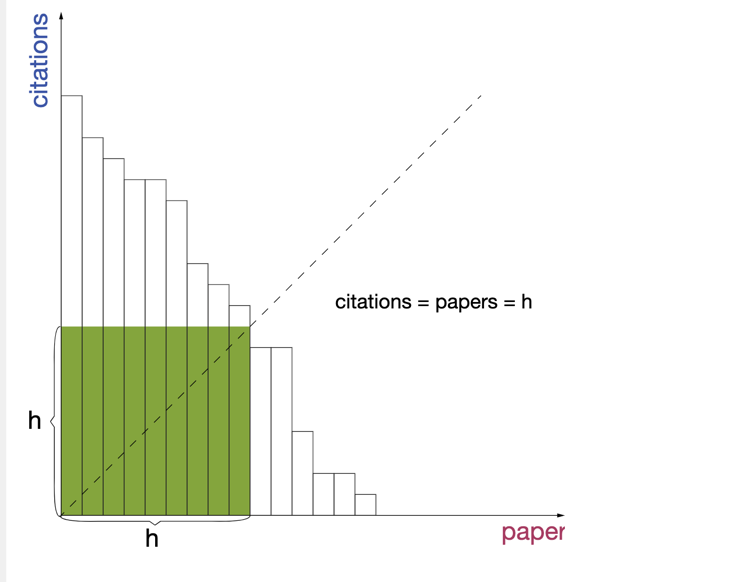 citations
citations = papers = h
h
h
paper